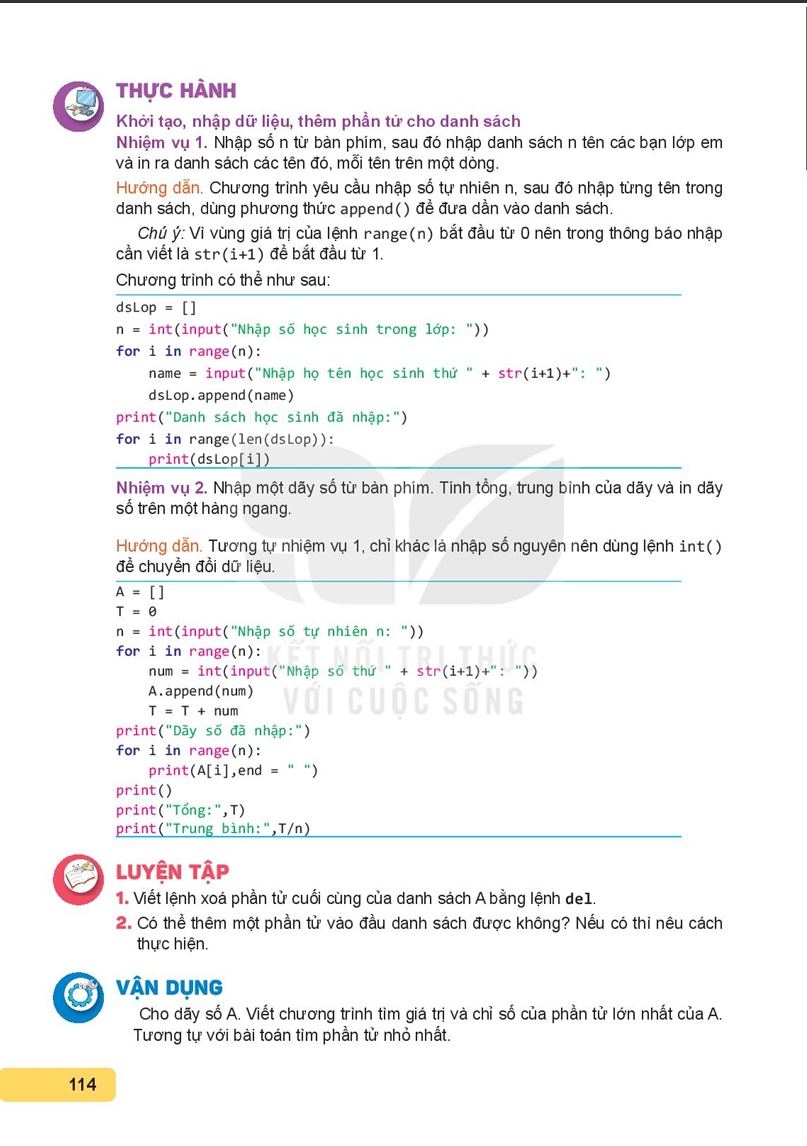 THỰC HÀNH
Khởi tạo, nhập dữ liệu, thêm phần tử cho danh sách
Nhiệm vụ 1. Nhập số n từ bàn phím, sau đó nhập danh sách n tên các bạn lớp em
và in ra danh sách các tên đó, mỗi tên trên một dòng.
Hướng dẫn. Chương trình yêu cầu nhập số tự nhiên n, sau đó nhập từng tên trong
danh sách, dùng phương thức append() để đưa dần vào danh sách.
Chú ý: Vì vùng giá trị của lệnh range(n) bắt đầu từ 0 nên trong thông báo nhập
cần viết là str(i+1) để bắt đầu từ 1.
Chương trình có thể như sau:
dsLop = []
n = int(input("Nhập số học sinh trong lớp: "))
for i in range(n):
    name = input("Nhập họ tên học sinh thứ " + str(i+1)+": ")
    dsLop.append(name)
print("Danh sách học sinh đã nhập:")
for i in range(len(dsLop)):
    print(dsLop[i])
Nhiệm vụ 2. Nhập một dãy số từ bàn phím. Tính tổng, trung bình của dãy và in dãy
số trên một hàng ngang.
Hướng dẫn. Tương tự nhiệm vụ 1, chỉ khác là nhập số nguyên nên dùng lệnh int()
để chuyển đổi dữ liệu.
A = []
T = 0
n = int(input("Nhập số tự nhiên n: "))
for i in range(n):
    num = int(input("Nhập số thứ " + str(i+1)+": "))
    A.append(num)
    T = T + num
print("Dãy số đã nhập:")
for i in range(n):
    print(A[i],end = " ")
print()
print("Tổng:",T)
print("Trung bình:",T/n)
KẾT NỐI TRI THỨC
VỚI CUỘC SỐNG
LUYỆN TẬP
1. Viết lệnh xoá phần tử cuối cùng của danh sách A bằng lệnh del.
2. Có thể thêm một phần tử vào đầu danh sách được không? Nếu có thì nêu cách
thực hiện.
VẬN DỤNG
Cho dãy số A. Viết chương trình tìm giá trị và chỉ số của phần tử lớn nhất của A.
Tương tự với bài toán tìm phần tử nhỏ nhất.
114